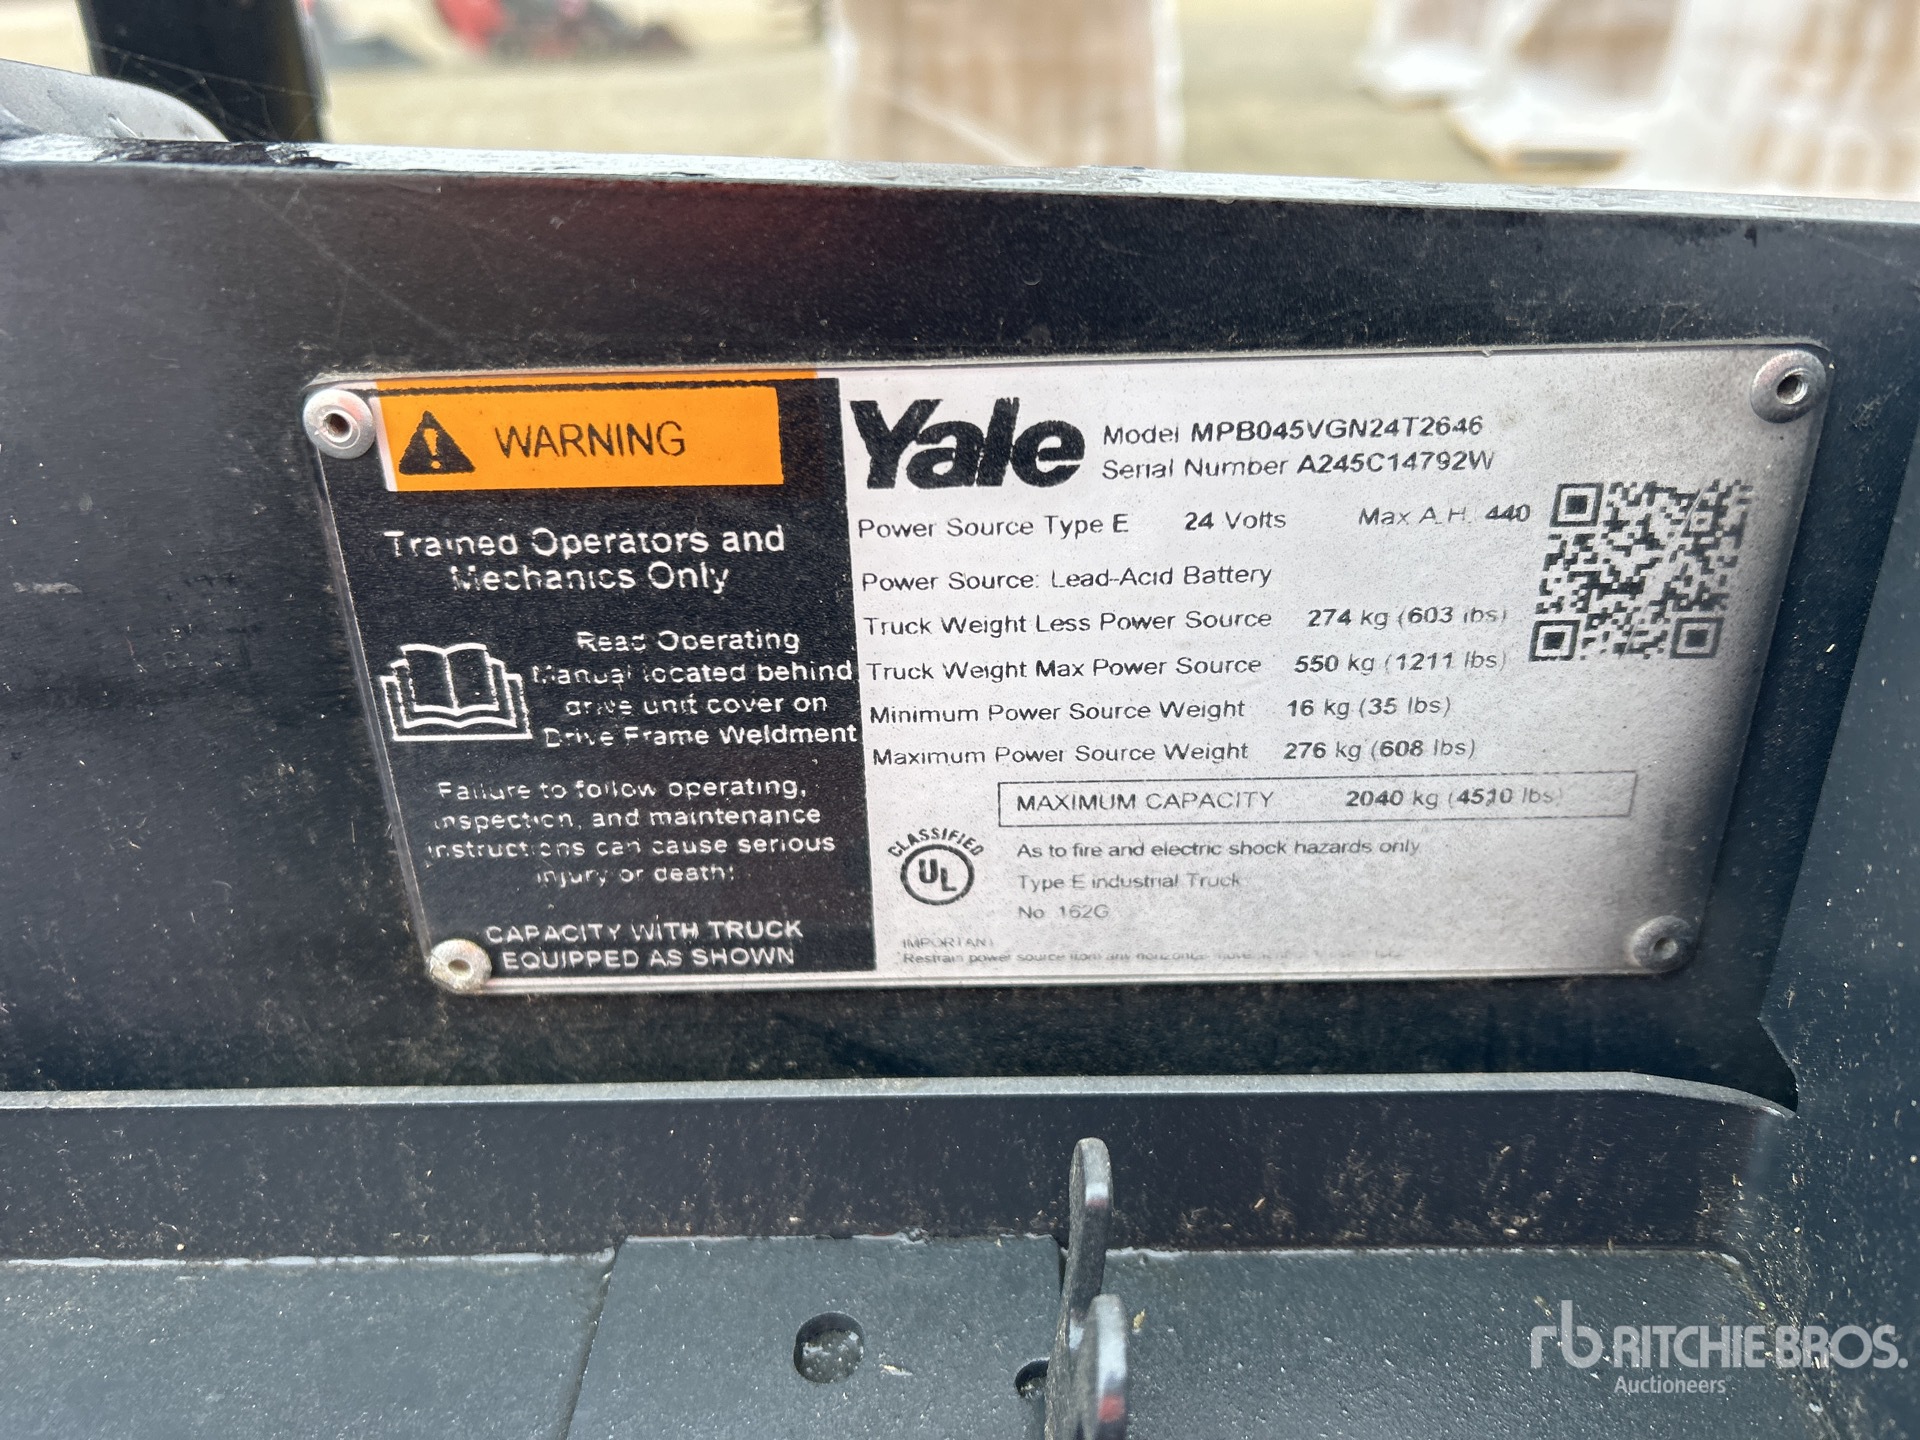 WARNING
Trained Operators and
Mechanics Only
Read Operating
Manual located behind
drive unit cover on
Drive Frame Weldment
Failure to follow operating,
inspection, and maintenance
instructions can cause serious
injury or death!
CAPACITY WITH TRUCK
EQUIPPED AS SHOWN
Yale
Model MPB045VGN24T2646
Serial Number A245C14792W
Power Source Type E 24 Volts Max A.H. 440
Power Source: Lead-Acid Battery
Truck Weight Less Power Source 274 kg (603 lbs)
Truck Weight Max Power Source 550 kg (1211 lbs)
Minimum Power Source Weight 16 kg (35 lbs)
Maximum Power Source Weight 276 kg (608 lbs)
MAXIMUM CAPACITY 2040 kg (4510 lbs)
CLASSIFIED
UL
As to fire and electric shock hazards only
Type E industrial Truck
No. 162G
IMPORTANT
Restrain power source from any horizontal
rb RITCHIE BROS.
Auctioneers